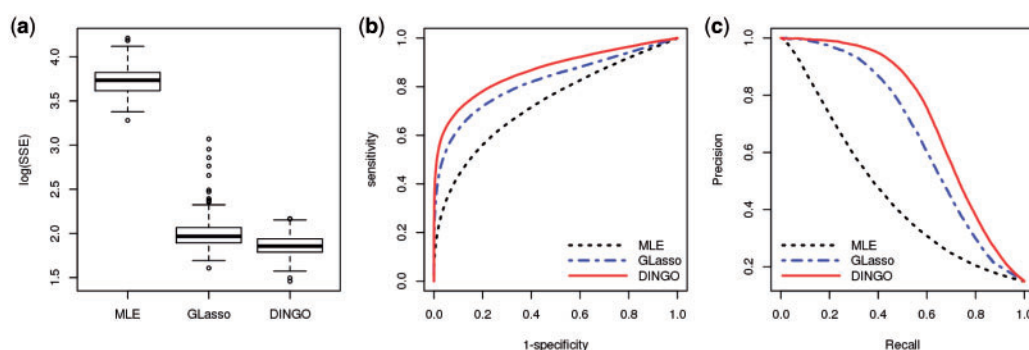 (a)
log(SSE)
4.0
3.5
3.0
2.5
2.0
1.5
MLE GLasso DINGO
(b)
sensitivity
1.0
0.8
0.6
0.4
0.2
0.0
MLE
GLasso
DINGO
0.0 0.2 0.4 0.6 0.8 1.0
1-specificity
(c)
Precision
1.0
0.8
0.6
0.4
0.2
MLE
GLasso
DINGO
0.0 0.2 0.4 0.6 0.8 1.0
Recall